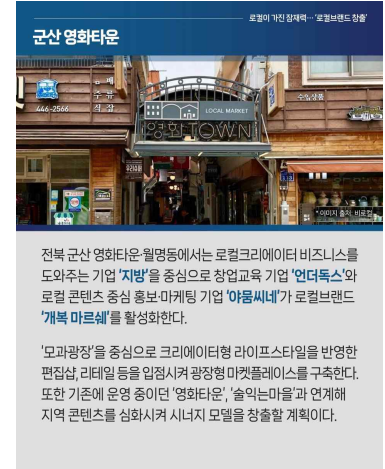 로컬이 가진 잠재력…‘로컬브랜드 창출’
군산 영화타운
446-2566
LOCAL MARKET
영화TOWN
수입상품
* 이미지 출처: 비로컬
전북 군산 영화타운·월명동에서는 로컬크리에이터 비즈니스를
도와주는 기업 ‘지방’을 중심으로 창업교육 기업 ‘언더독스’와
로컬 콘텐츠 중심 홍보·마케팅 기업 ‘야뭄씨네’가 로컬브랜드
‘개복 마르쉐’를 활성화한다.
‘모과광장’을 중심으로 크리에이터형 라이프스타일을 반영한
편집샵, 리테일 등을 입점시켜 광장형 마켓플레이스를 구축한다.
또한 기존에 운영 중이던 ‘영화타운’, ‘술익는마을’과 연계해
지역 콘텐츠를 심화시켜 시너지 모델을 창출할 계획이다.